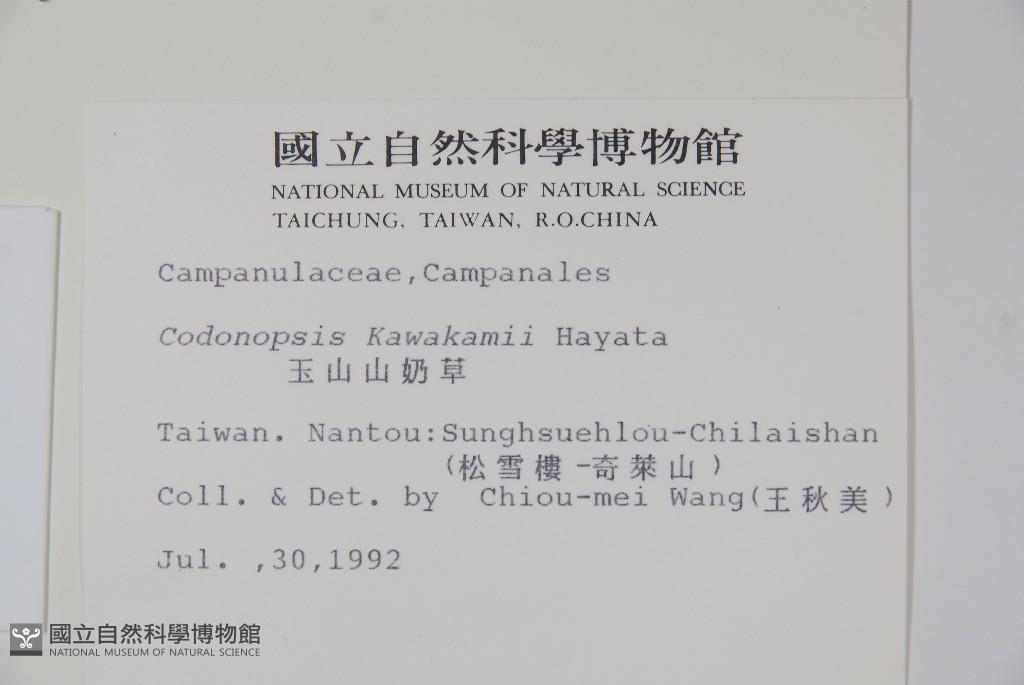 國立自然科學博物館
NATIONAL MUSEUM OF NATURAL SCIENCE
TAICHUNG, TAIWAN, R.O.CHINA
Campanulaceae,Campanales
Codonopsis Kawakamii Hayata
玉山山奶草
Taiwan. Nantou:Sunghsuehlou-Chilaishan
(松雪樓-奇萊山)
Coll. & Det. by Chiou-mei Wang(王秋美)
Jul. ,30,1992
國立自然科學博物館
NATIONAL MUSEUM OF NATURAL SCIENCE